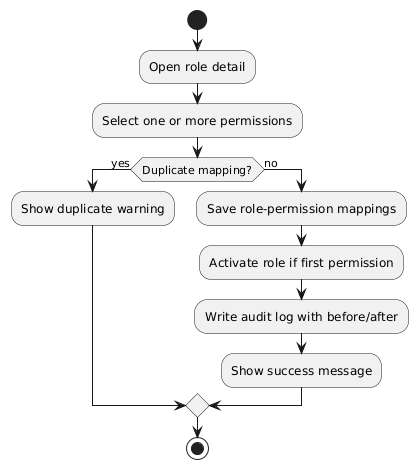 Open role detail
Select one or more permissions
yes
Duplicate mapping?
no
Show duplicate warning
Save role-permission mappings
Activate role if first permission
Write audit log with before/after
Show success message